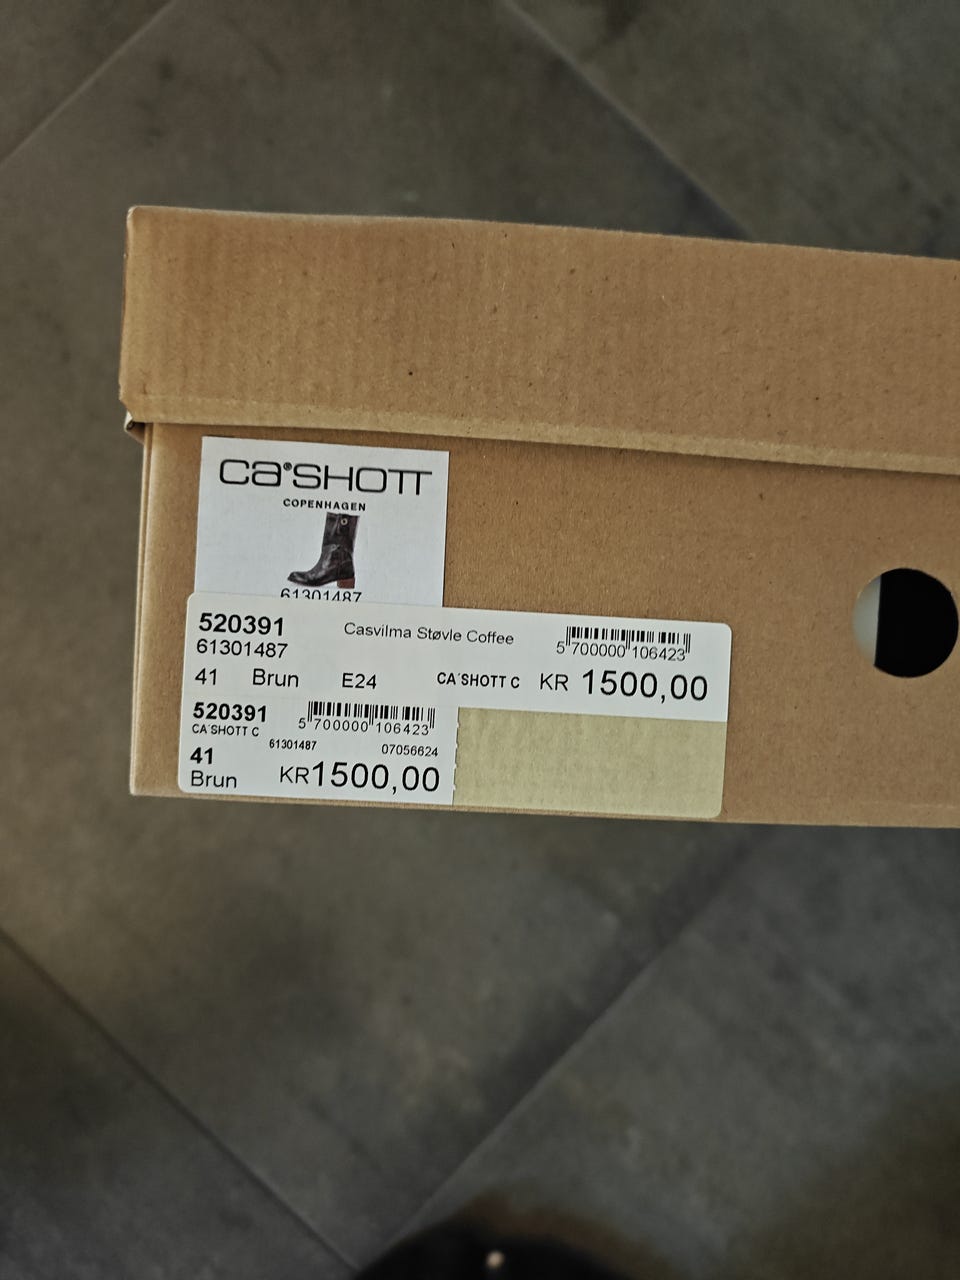 ca®SHOTT
COPENHAGEN
61301487
520391 Casvilma Støvle Coffee
61301487 5 700000 106423
41 Brun E24 CA´SHOTT C KR 1500,00
520391 5 700000 106423
CA´SHOTT C
61301487 07056624
41
Brun KR1500,00